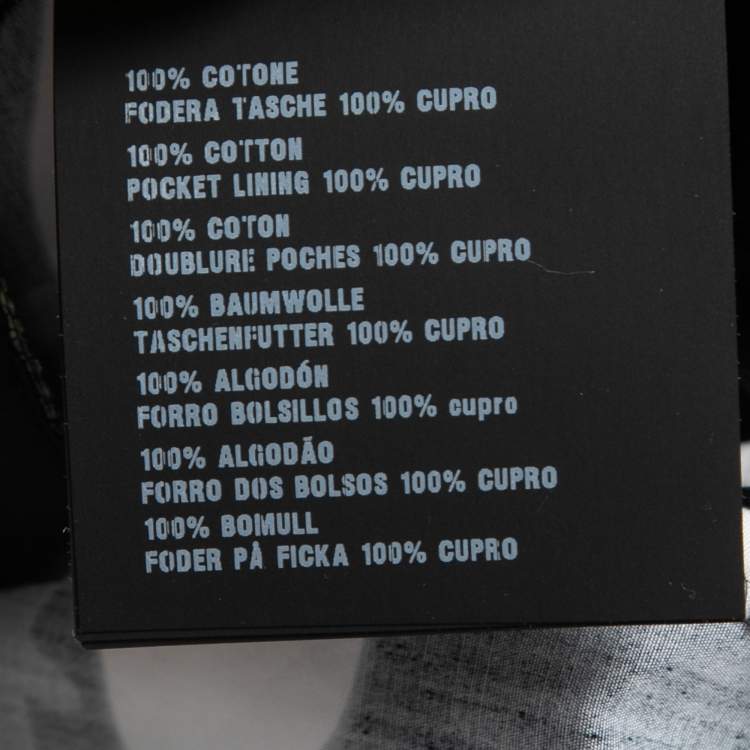 100% COTONE
FODERA TASCHE 100% CUPRO
100% COTTON
POCKET LINING 100% CUPRO
100% COTON
DOUBLURE POCHES 100% CUPRO
100% BAUMWOLLE
TASCHENFUTTER 100% CUPRO
100% ALGODÓN
FORRO BOLSILLOS 100% cupro
100% ALGODÃO
FORRO DOS BOLSOS 100% CUPRO
100% BOMULL
FODER PÅ FICKA 100% CUPRO